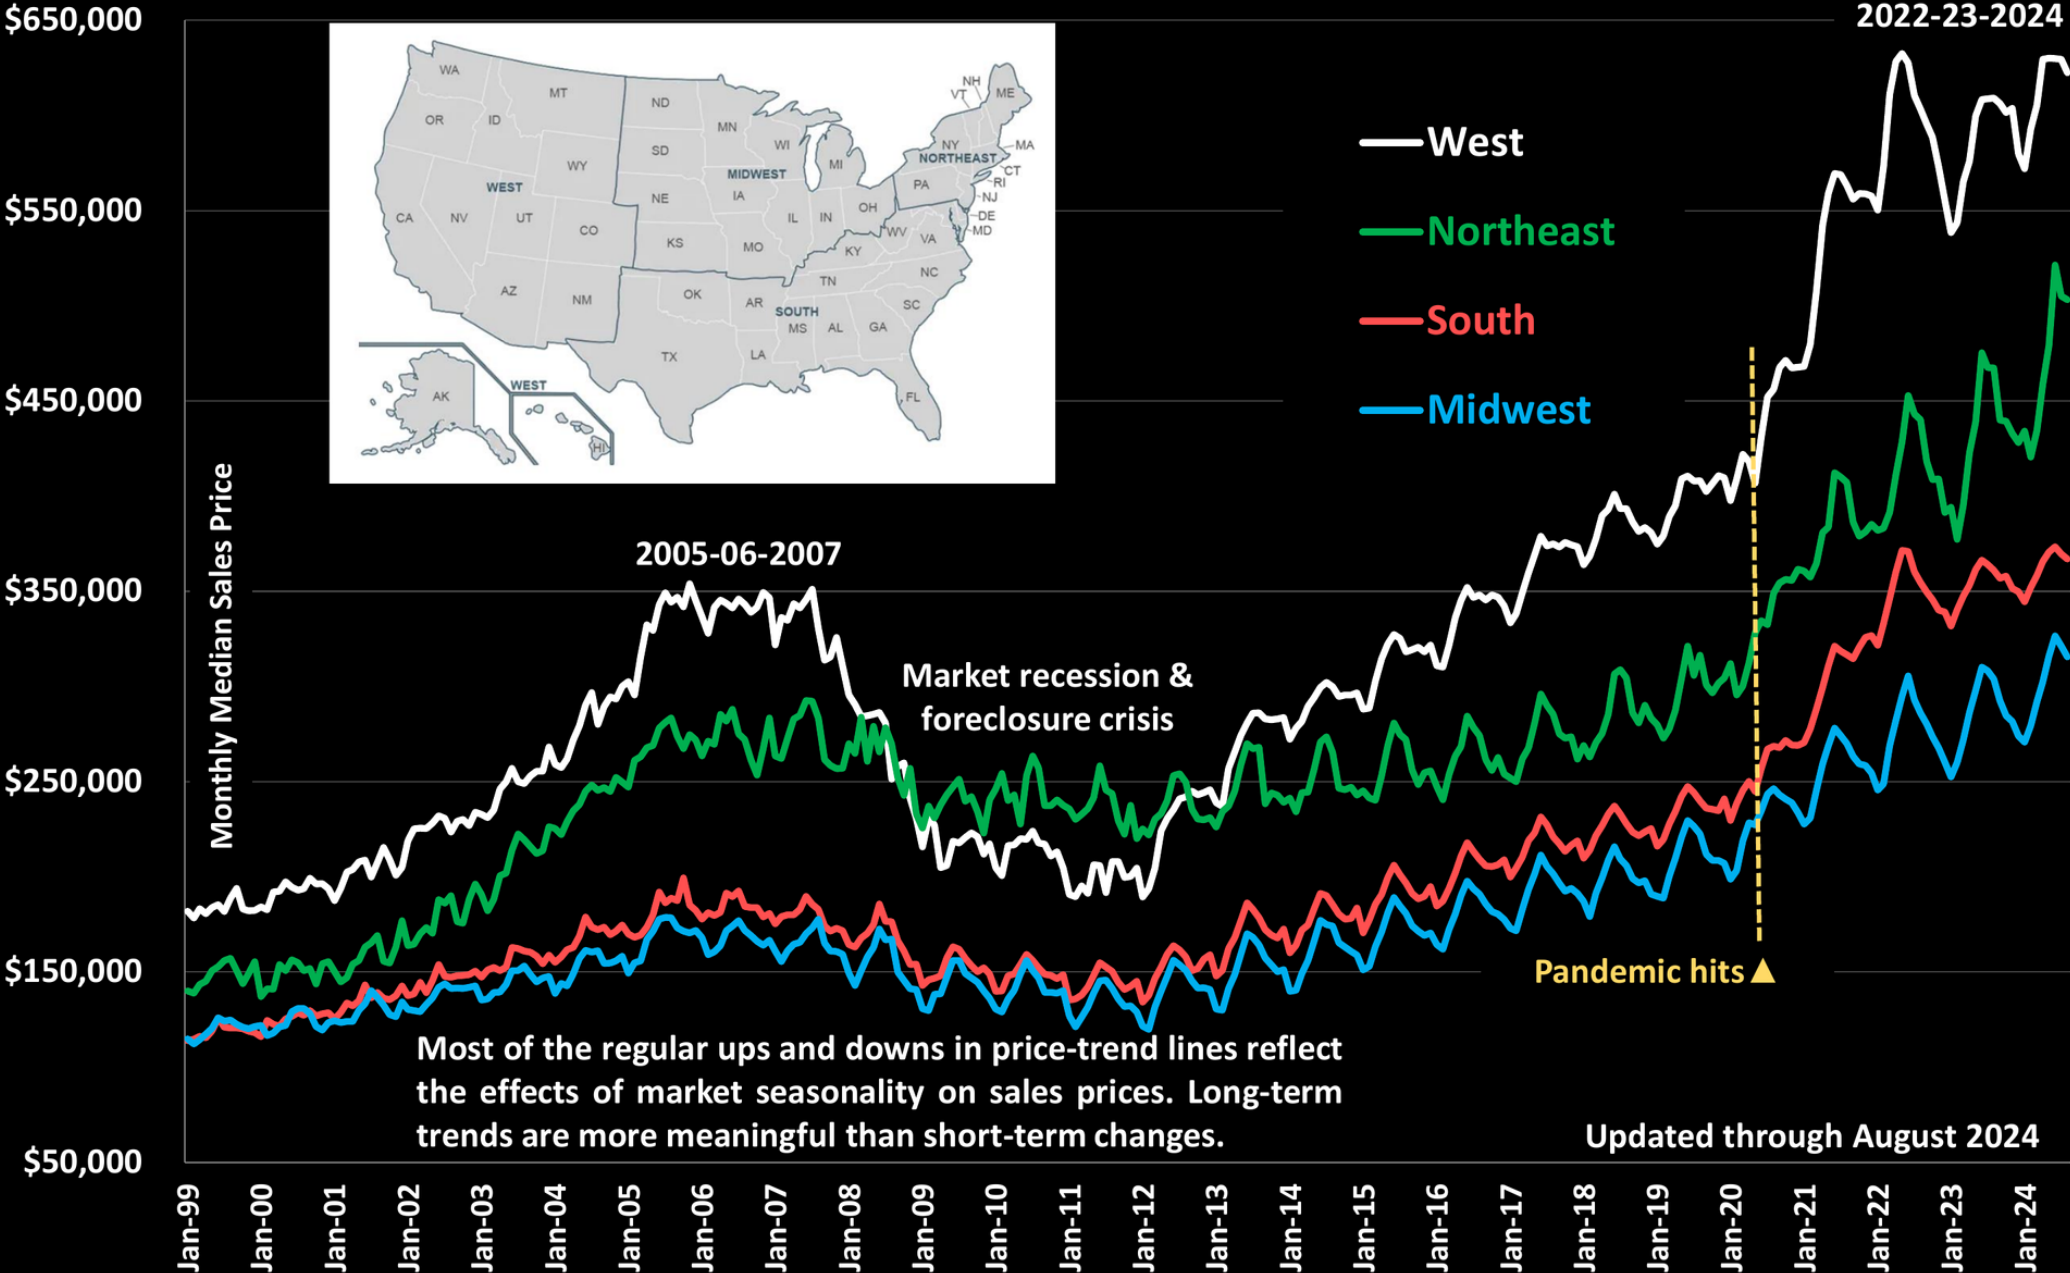 $650,000
$550,000
$450,000
$350,000
$250,000
$150,000
$50,000
Monthly Median Sales Price
2022-23-2024
West
Northeast
South
Midwest
WA
MT
ND
MN
OR
ID
SD
WI
MI
WY
NE
IA
WEST
MIDWEST
NH
VT
ME
NY
MA
NORTHEAST
CT
RI
PA
NJ
DE
MD
CA
NV
UT
CO
KS
MO
IL
IN
OH
WV
VA
KY
NC
TN
AZ
NM
OK
AR
SC
SOUTH
MS
AL
GA
TX
LA
FL
AK
WEST
HI
2005-06-2007
Market recession &
foreclosure crisis
Pandemic hits
Most of the regular ups and downs in price-trend lines reflect
the effects of market seasonality on sales prices. Long-term
trends are more meaningful than short-term changes.
Updated through August 2024
Jan-99
Jan-00
Jan-01
Jan-02
Jan-03
Jan-04
Jan-05
Jan-06
Jan-07
Jan-08
Jan-09
Jan-10
Jan-11
Jan-12
Jan-13
Jan-14
Jan-15
Jan-16
Jan-17
Jan-18
Jan-19
Jan-20
Jan-21
Jan-22
Jan-23
Jan-24